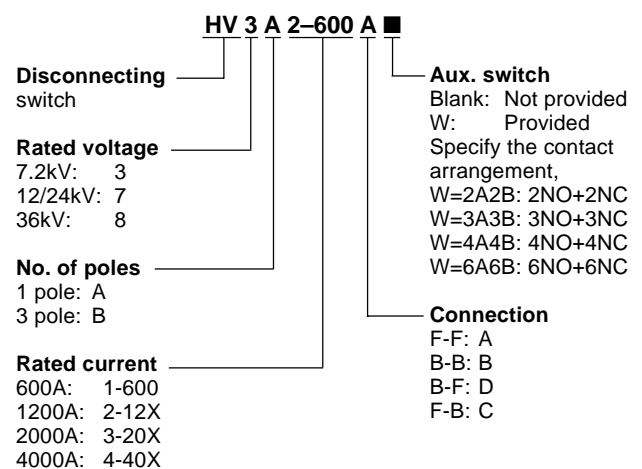 HV 3 A 2–600 A ■
Disconnecting
switch
Rated voltage
7.2kV: 3
12/24kV: 7
36kV: 8
No. of poles
1 pole: A
3 pole: B
Rated current
600A: 1-600
1200A: 2-12X
2000A: 3-20X
4000A: 4-40X
Aux. switch
Blank: Not provided
W: Provided
Specify the contact
arrangement,
W=2A2B: 2NO+2NC
W=3A3B: 3NO+3NC
W=4A4B: 4NO+4NC
W=6A6B: 6NO+6NC
Connection
F-F: A
B-B: B
B-F: D
F-B: C